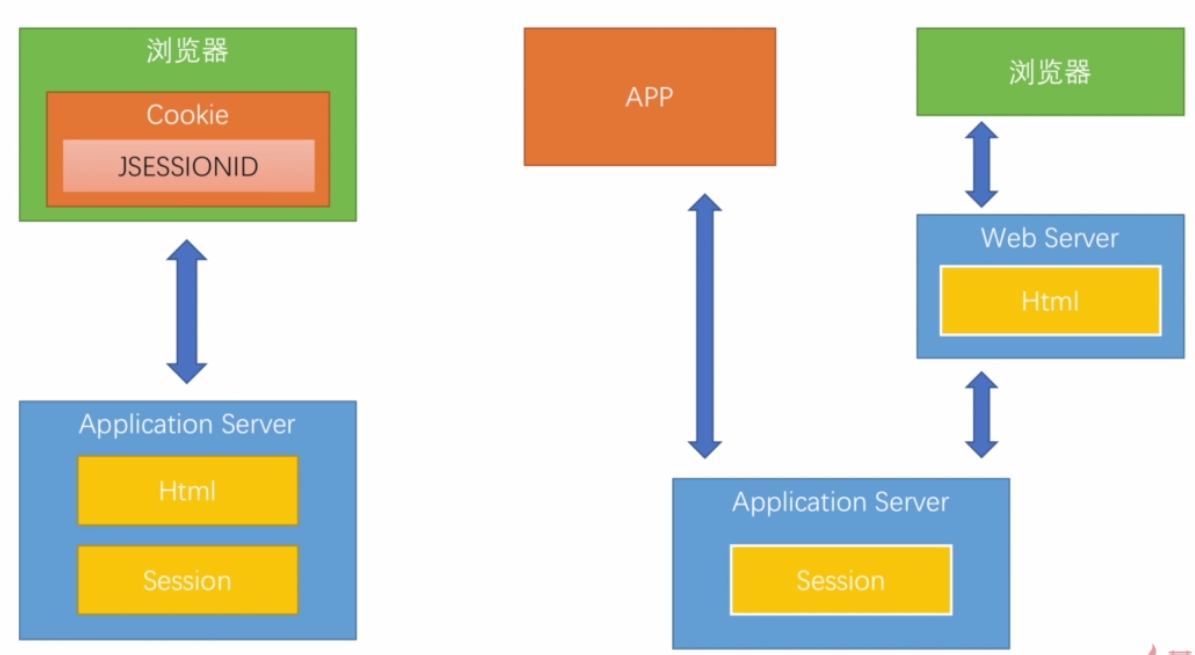 浏览器
Cookie
JSESSIONID
Application Server
Html
Session
APP
浏览器
Web Server
Html
Application Server
Session